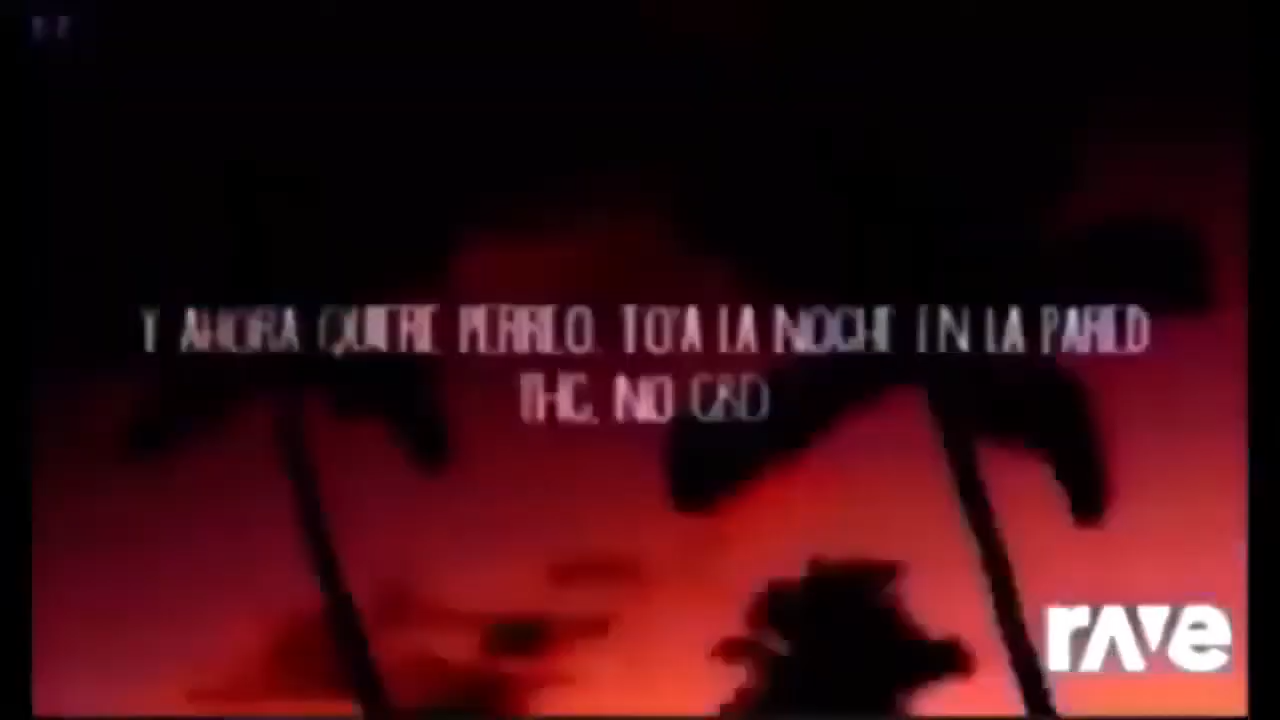 Y AHORA QUIERE PERREO, TO'A LA NOCHE EN LA PARED
THC, NO CBD
rave